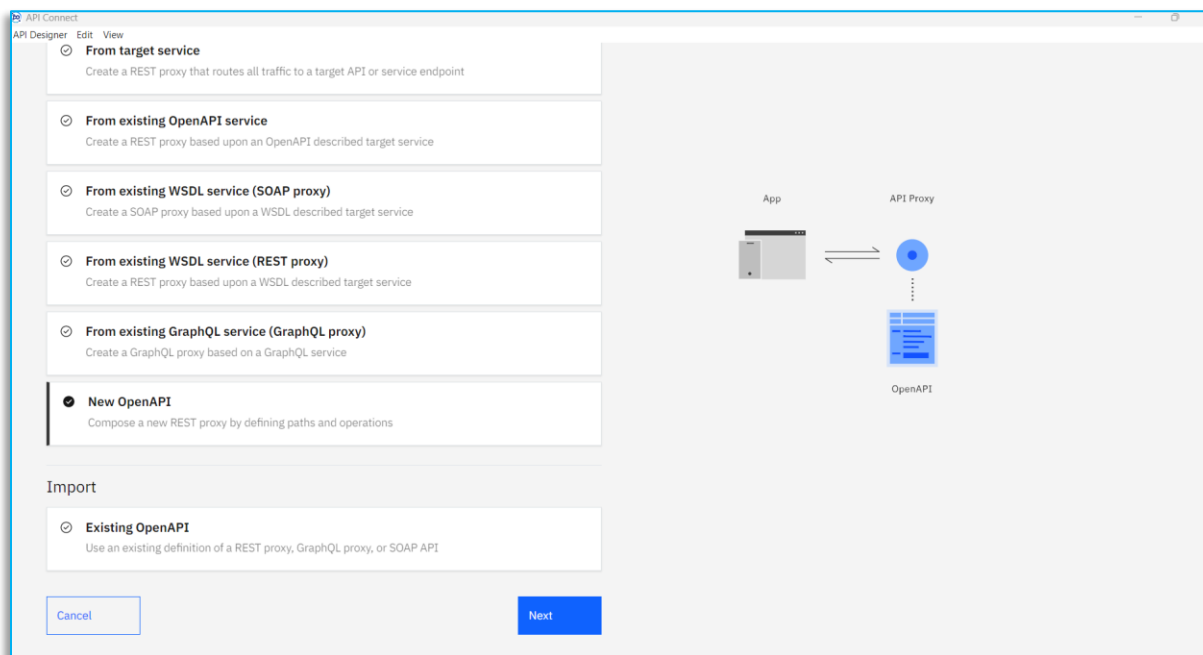 API Connect
API Designer Edit View
From target service
Create a REST proxy that routes all traffic to a target API or service endpoint
From existing OpenAPI service
Create a REST proxy based upon an OpenAPI described target service
From existing WSDL service (SOAP proxy)
Create a SOAP proxy based upon a WSDL described target service
From existing WSDL service (REST proxy)
Create a REST proxy based upon a WSDL described target service
From existing GraphQL service (GraphQL proxy)
Create a GraphQL proxy based on a GraphQL service
New OpenAPI
Compose a new REST proxy by defining paths and operations
Import
Existing OpenAPI
Use an existing definition of a REST proxy, GraphQL proxy, or SOAP API
Cancel
Next
App
API Proxy
OpenAPI